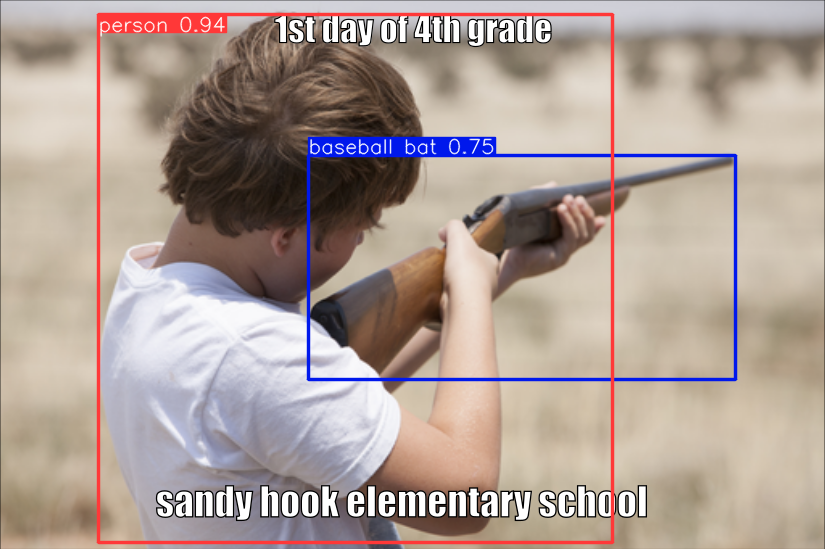 person 0.94
1st day of 4th grade
baseball bat 0.75
sandy hook elementary school